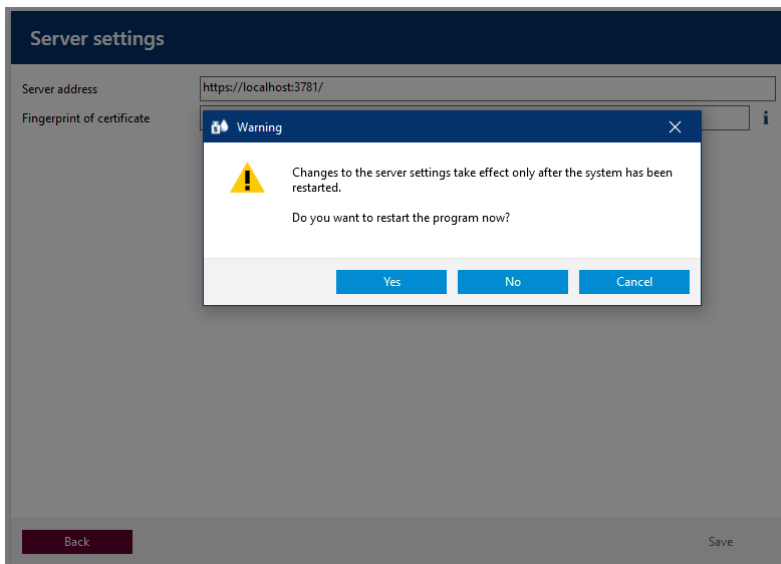 Server settings
Server address
https://localhost:3781/
Fingerprint of certificate
i
Warning
Changes to the server settings take effect only after the system has been
restarted.
Do you want to restart the program now?
Yes
No
Cancel
Back
Save